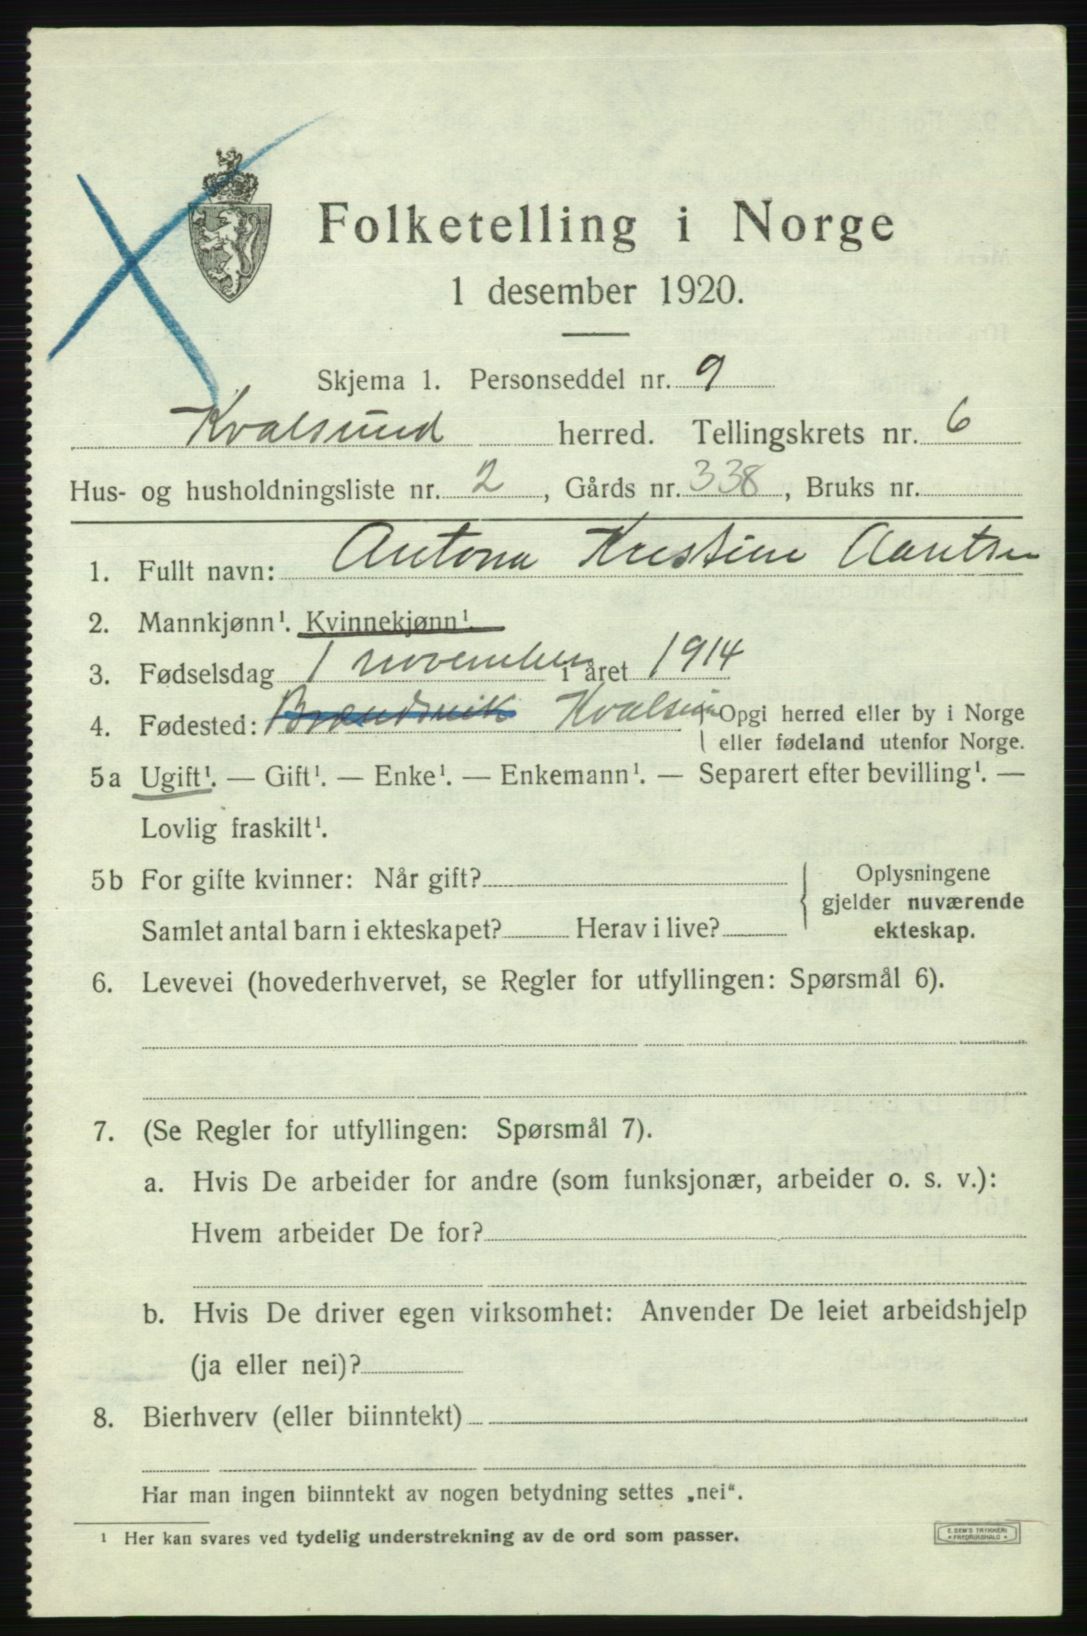 Folketelling i Norge
1 desember 1920.
Skjema 1. Personseddel nr. 9
Kvalsund herred. Tellingskrets nr. 6
Hus- og husholdningsliste nr. 2, Gårds nr. 338, Bruks nr.
1. Fullt navn: Antona Kristine Aarntsen
2. Mannkjønn¹. Kvinnekjønn¹.
3. Fødselsdag 1 november i året 1914
4. Fødested: Kvalsund { Opgi herred eller by i Norge
eller fødeland utenfor Norge.
5a Ugift¹. — Gift¹. — Enke¹. — Enkemann¹. — Separert efter bevilling¹. —
Lovlig fraskilt¹.
5b For gifte kvinner: Når gift? { Oplysningene
gjelder nuværende
Samlet antal barn i ekteskapet? Herav i live? ekteskap.
6. Levevei (hovederhvervet, se Regler for utfyllingen: Spørsmål 6).
7. (Se Regler for utfyllingen: Spørsmål 7).
a. Hvis De arbeider for andre (som funksjonær, arbeider o. s. v.):
Hvem arbeider De for?
b. Hvis De driver egen virksomhet: Anvender De leiet arbeidshjelp
(ja eller nei)?
8. Bierhverv (eller biinntekt)
Har man ingen biinntekt av nogen betydning settes „nei“.
¹ Her kan svares ved tydelig understrekning av de ord som passer.
E. SEM'S TRYKKERI
FREDRIKSHALD